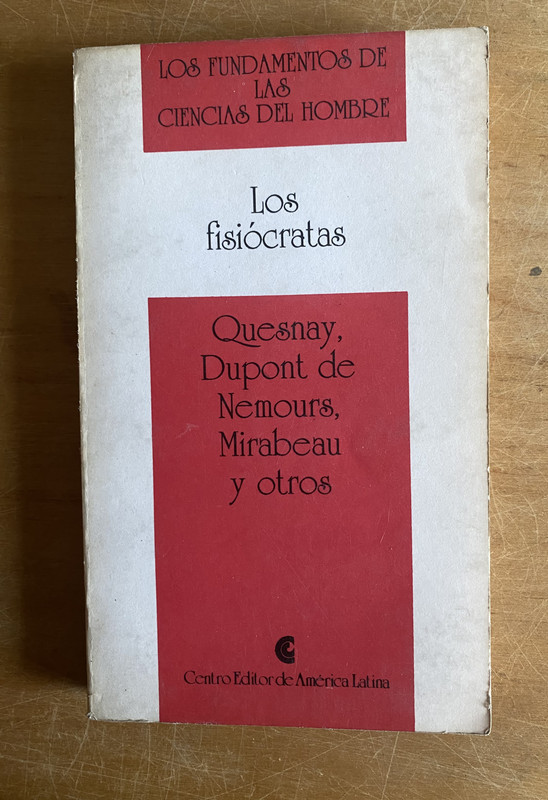 LOS FUNDAMENTOS DE
LAS
CIENCIAS DEL HOMBRE
Los
fisiócratas
Quesnay,
Dupont de
Nemours,
Mirabeau
y otros
Centro Editor de América Latina